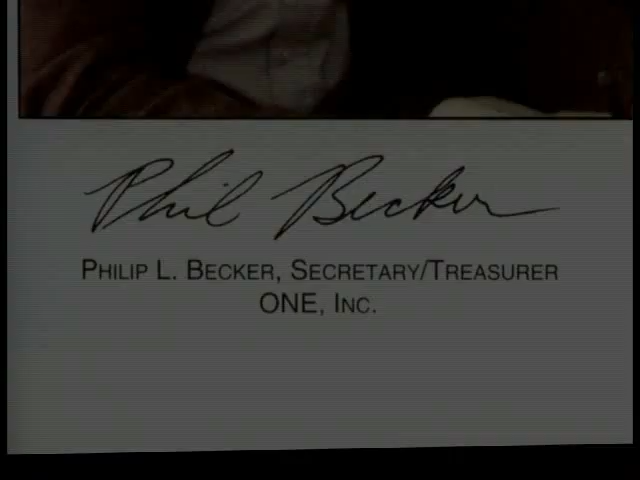 Phil Becker
PHILIP L. BECKER, SECRETARY/TREASURER
ONE, INC.